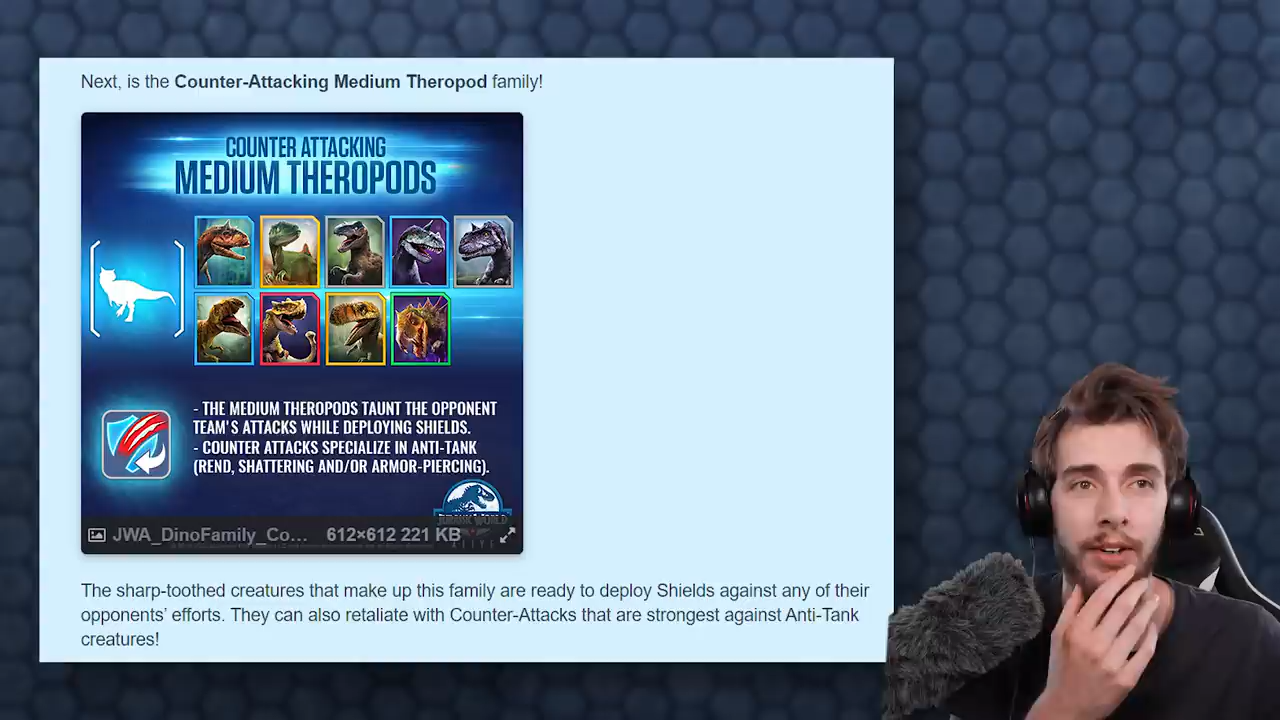 Next, is the Counter-Attacking Medium Theropod family!
COUNTER ATTACKING
MEDIUM THEROPODS
- THE MEDIUM THEROPODS TAUNT THE OPPONENT
TEAM'S ATTACKS WHILE DEPLOYING SHIELDS.
- COUNTER ATTACKS SPECIALIZE IN ANTI-TANK
(REND, SHATTERING AND/OR ARMOR-PIERCING).
JURASSIC WORLD
ALIVE
JWA_DinoFamily_Co... 612×612 221 KB
The sharp-toothed creatures that make up this family are ready to deploy Shields against any of their
opponents' efforts. They can also retaliate with Counter-Attacks that are strongest against Anti-Tank
creatures!